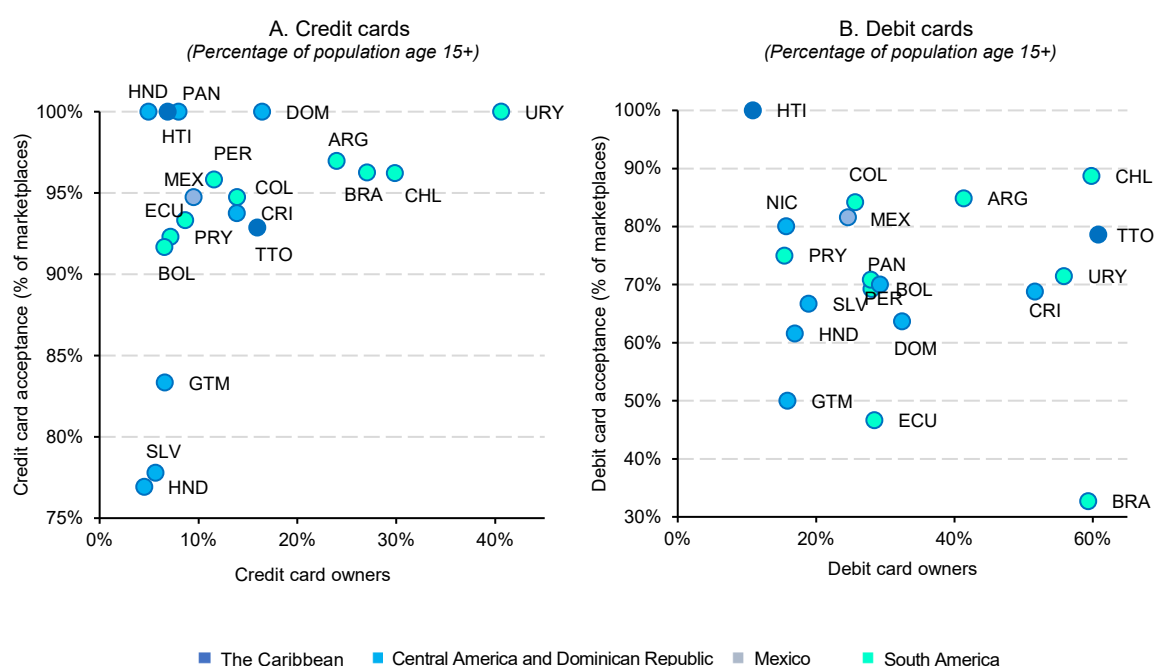 A. Credit cards
(Percentage of population age 15+)
Credit card acceptance (% of marketplaces)
100%
95%
90%
85%
80%
75%
HND
PAN
HTI
DOM
URY
ARG
PER
BRA
CHL
MEX
COL
ECU
CRI
PRY
TTO
BOL
GTM
SLV
HND
0%
10%
20%
30%
40%
Credit card owners
B. Debit cards
(Percentage of population age 15+)
Debit card acceptance (% of marketplaces)
100%
90%
80%
70%
60%
50%
40%
30%
HTI
CHL
COL
ARG
NIC
MEX
TTO
PRY
PAN
URY
BOL
PER
SLV
CRI
HND
DOM
GTM
ECU
BRA
0%
20%
40%
60%
Debit card owners
The Caribbean
Central America and Dominican Republic
Mexico
South America